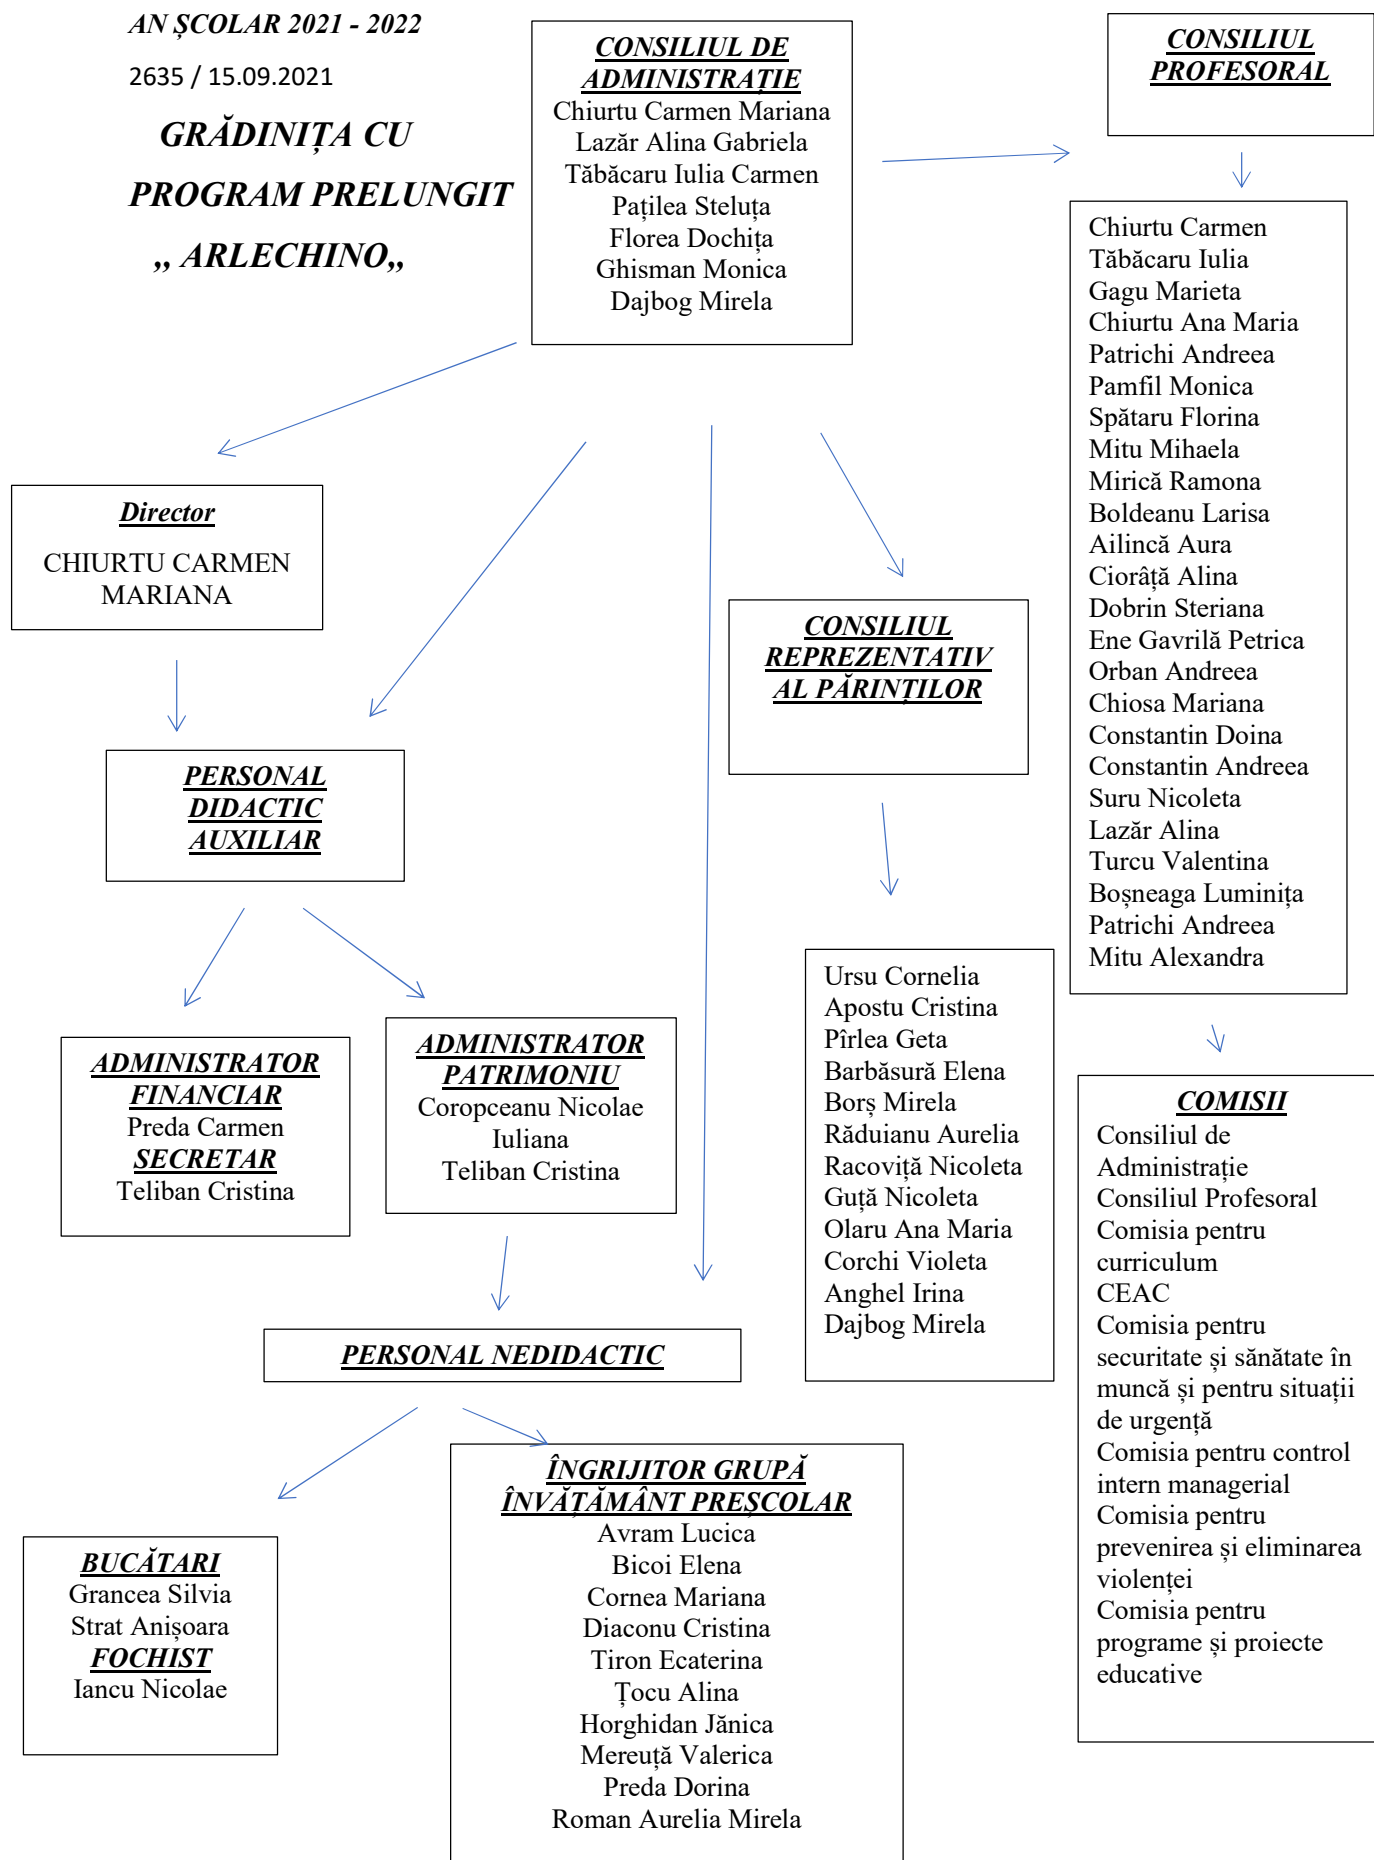 AN ȘCOLAR 2021 - 2022
2635 / 15.09.2021
GRĂDINIȚA CU
PROGRAM PRELUNGIT
,, ARLECHINO,,
CONSILIUL DE
ADMINISTRAȚIE
Chiurtu Carmen Mariana
Lazăr Alina Gabriela
Tăbăcaru Iulia Carmen
Pațilea Steluța
Florea Dochița
Ghisman Monica
Dajbog Mirela
CONSILIUL
PROFESORAL
Chiurtu Carmen
Tăbăcaru Iulia
Gagu Marieta
Chiurtu Ana Maria
Patrichi Andreea
Pamfil Monica
Spătaru Florina
Mitu Mihaela
Mirică Ramona
Boldeanu Larisa
Ailincă Aura
Ciorâță Alina
Dobrin Steriana
Ene Gavrilă Petrica
Orban Andreea
Chiosa Mariana
Constantin Doina
Constantin Andreea
Suru Nicoleta
Lazăr Alina
Turcu Valentina
Boșneaga Luminița
Patrichi Andreea
Mitu Alexandra
Director
CHIURTU CARMEN
MARIANA
CONSILIUL
REPREZENTATIV
AL PĂRINȚILOR
PERSONAL
DIDACTIC
AUXILIAR
Ursu Cornelia
Apostu Cristina
Pîrlea Geta
Barbăsură Elena
Borș Mirela
Răduianu Aurelia
Racoviță Nicoleta
Guță Nicoleta
Olaru Ana Maria
Corchi Violeta
Anghel Irina
Dajbog Mirela
ADMINISTRATOR
FINANCIAR
Preda Carmen
SECRETAR
Teliban Cristina
ADMINISTRATOR
PATRIMONIU
Coropceanu Nicolae
Iuliana
Teliban Cristina
COMISII
Consiliul de
Administrație
Consiliul Profesoral
Comisia pentru
curriculum
CEAC
Comisia pentru
securitate și sănătate în
muncă și pentru situații
de urgență
Comisia pentru control
intern managerial
Comisia pentru
prevenirea și eliminarea
violenței
Comisia pentru
programe și proiecte
educative
PERSONAL NEDIDACTIC
BUCĂTARI
Grancea Silvia
Strat Anișoara
FOCHIST
Iancu Nicolae
ÎNGRIJITOR GRUPĂ
ÎNVĂȚĂMÂNT PREȘCOLAR
Avram Lucica
Bicoi Elena
Cornea Mariana
Diaconu Cristina
Tiron Ecaterina
Țocu Alina
Horghidan Jănica
Mereuță Valerica
Preda Dorina
Roman Aurelia Mirela